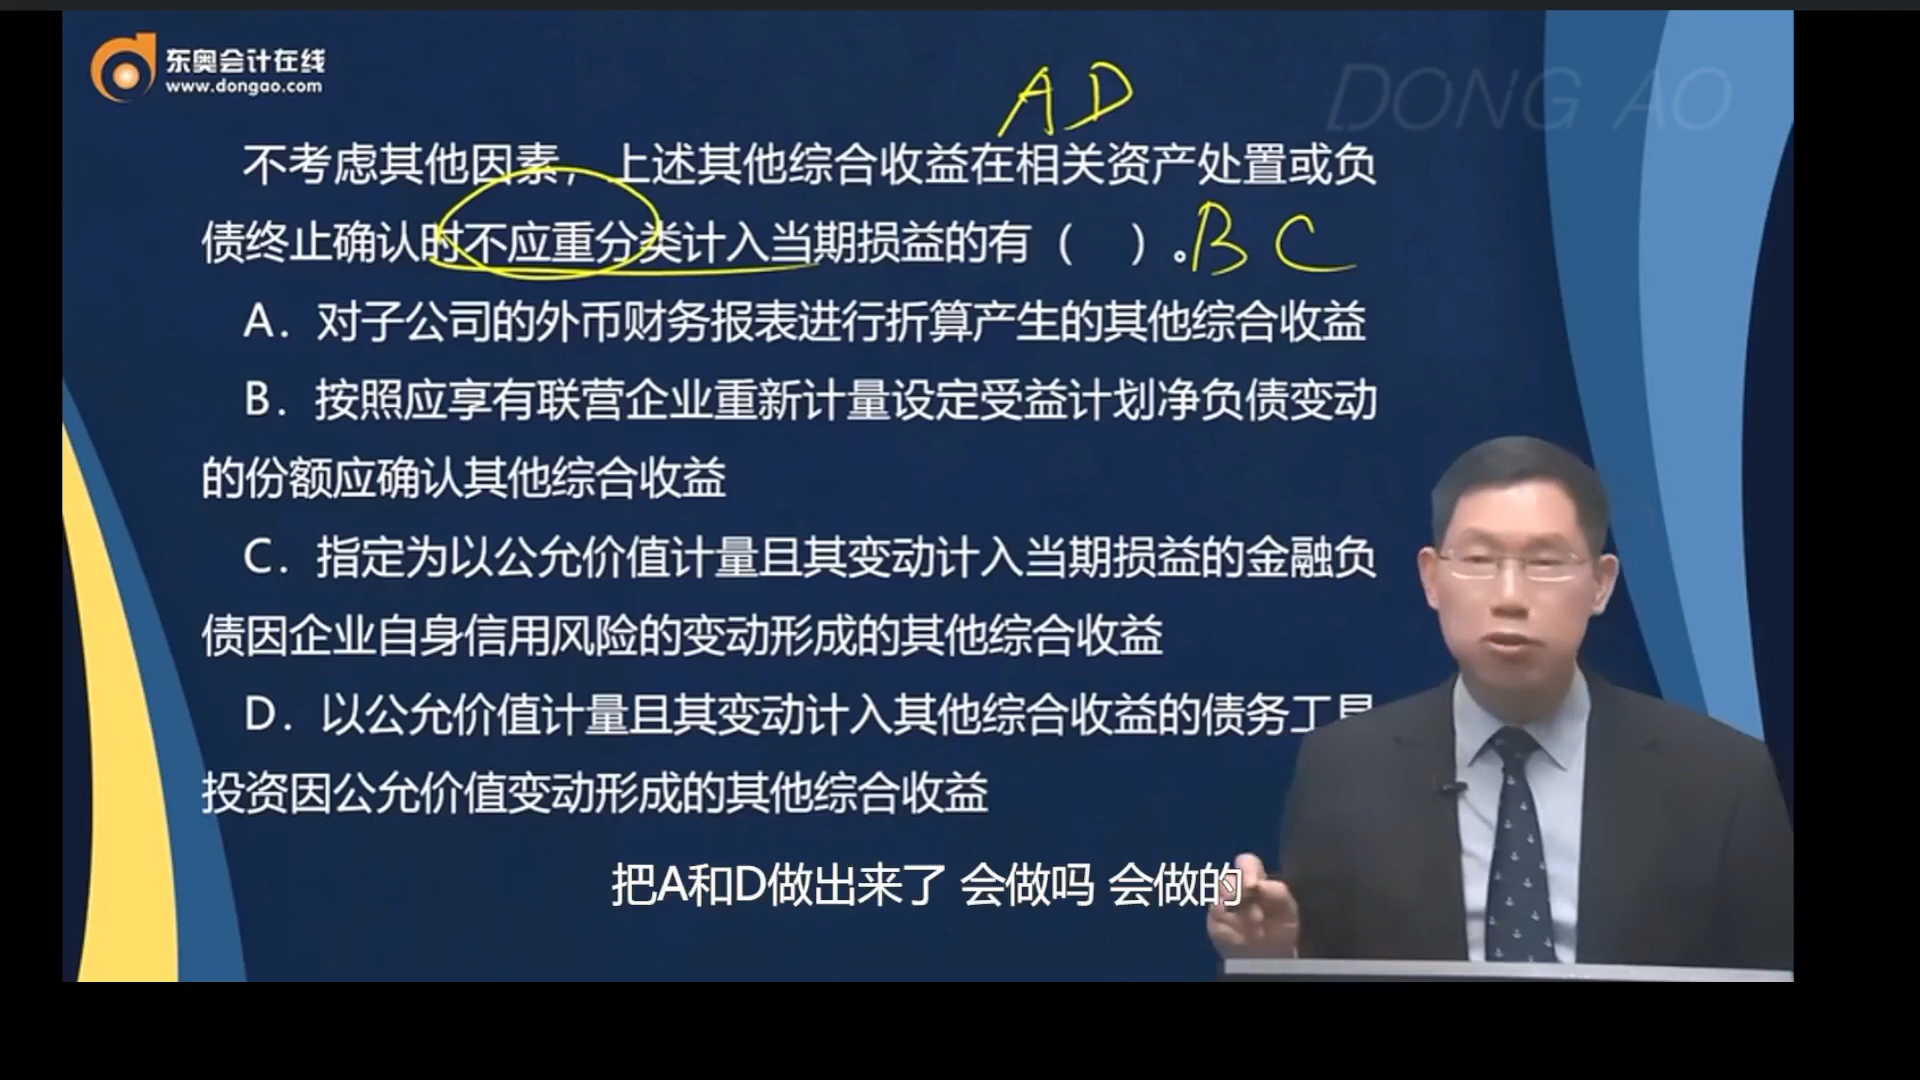 东奥会计在线
www.dongao.com
DONG AO
AD
不考虑其他因素，上述其他综合收益在相关资产处置或负
债终止确认时不应重分类计入当期损益的有（ ）。BC
A．对子公司的外币财务报表进行折算产生的其他综合收益
B．按照应享有联营企业重新计量设定受益计划净负债变动
的份额应确认其他综合收益
C．指定为以公允价值计量且其变动计入当期损益的金融负
债因企业自身信用风险的变动形成的其他综合收益
D．以公允价值计量且其变动计入其他综合收益的债务工具
投资因公允价值变动形成的其他综合收益
把A和D做出来了 会做吗 会做的